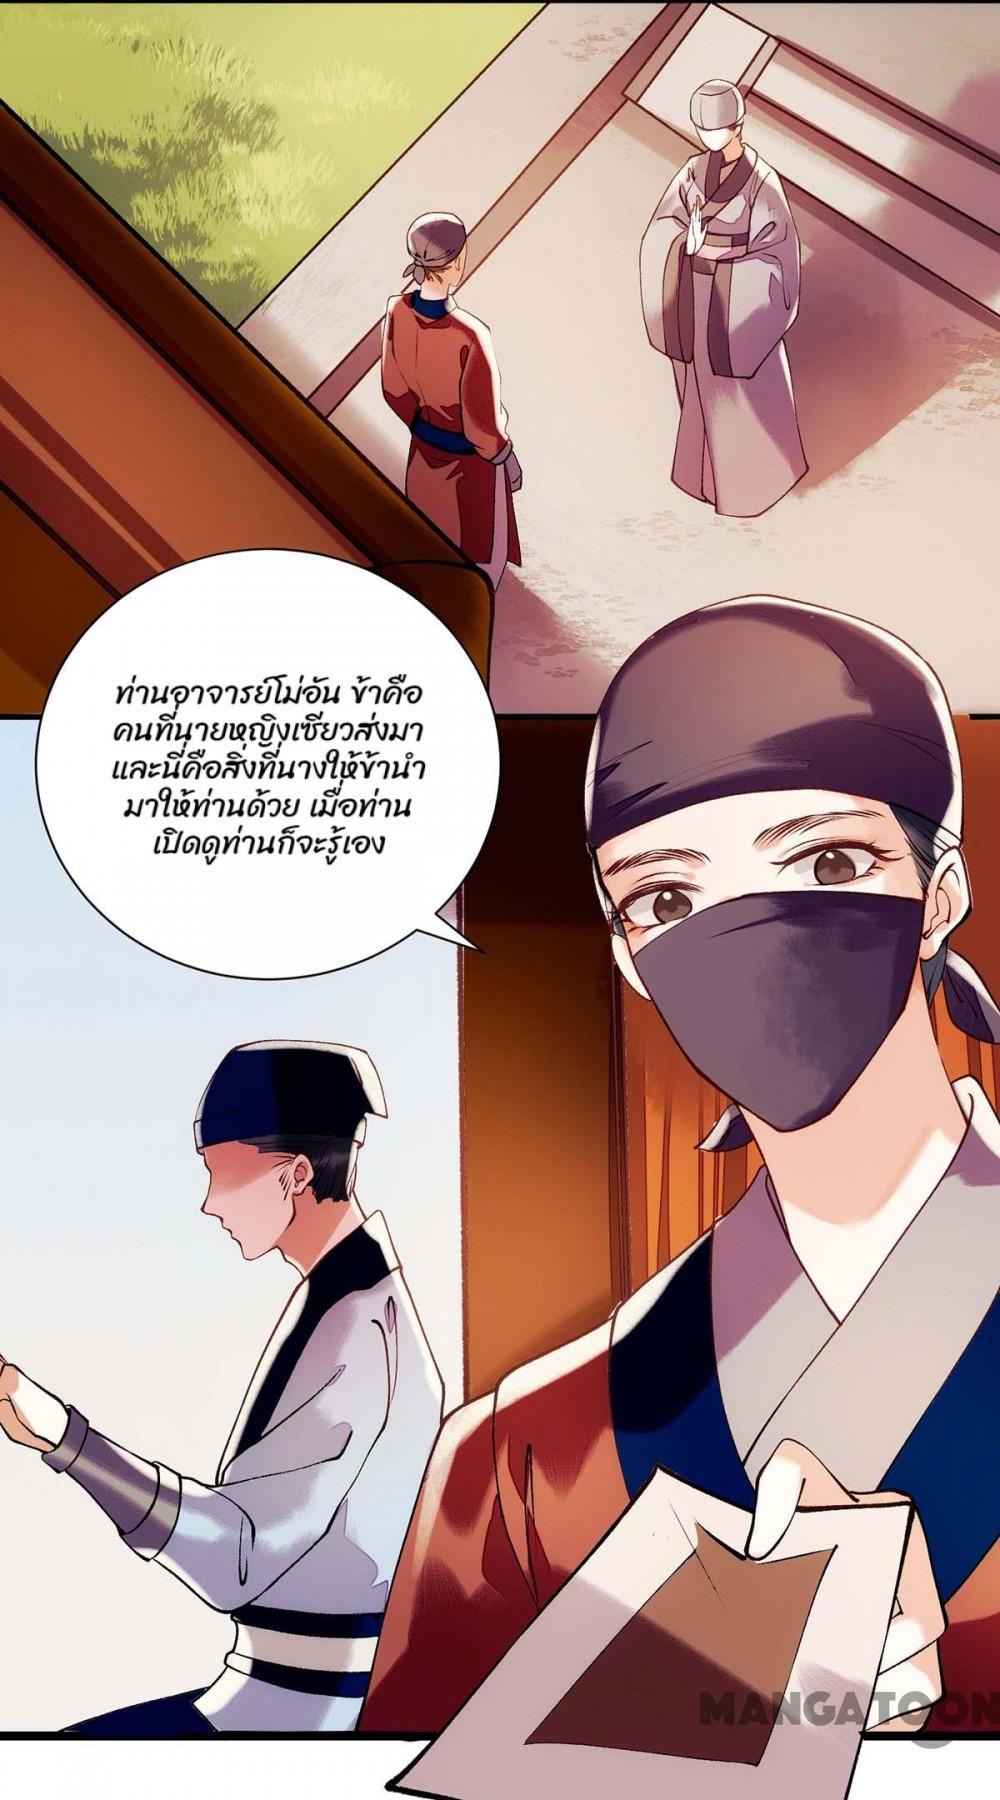 ท่านอาจารย์โม่อัน ข้าคือ
คนที่นายหญิงเซียวส่งมา
และนี่คือสิ่งที่นางให้ข้านำ
มาให้ท่านด้วย เมื่อท่าน
เปิดดูท่านก็จะรู้เอง
MANGATOON